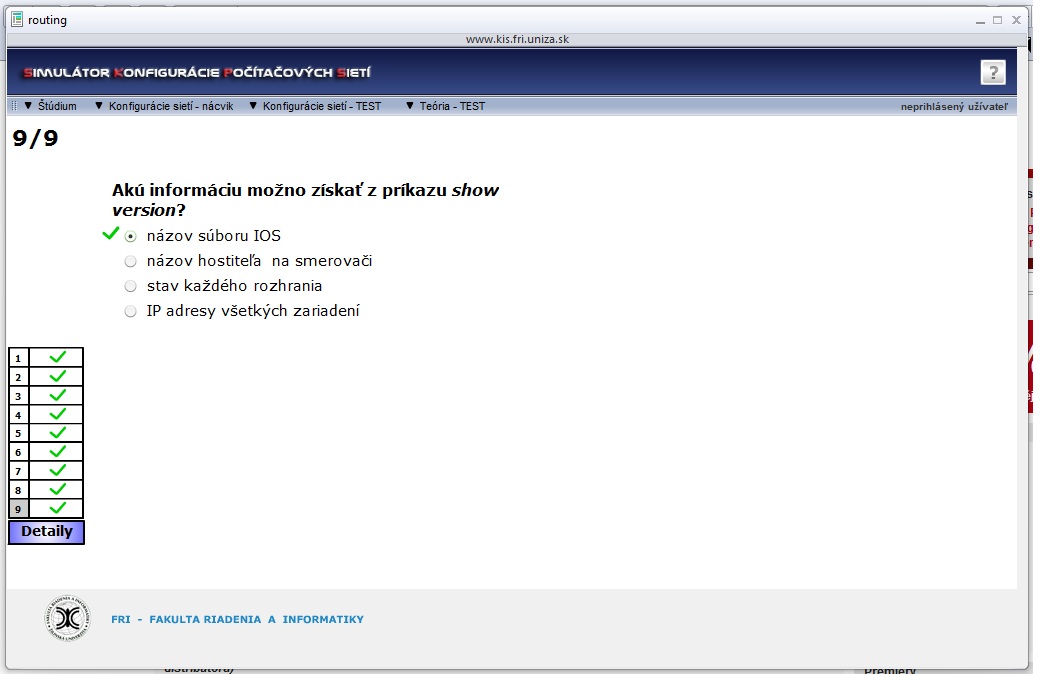 routing
www.kis.fri.uniza.sk
SIMULÁTOR KONFIGURÁCIE POČÍTAČOVÝCH SIETÍ
?
▼ Štúdium ▼ Konfigurácie sietí - nácvik ▼ Konfigurácie sietí - TEST ▼ Teória - TEST neprihlásený užívateľ
9/9
Akú informáciu možno získať z príkazu show
version?
názov súboru IOS
názov hostiteľa na smerovači
stav každého rozhrania
IP adresy všetkých zariadení
1
2
3
4
5
6
7
8
9
Detaily
FRI - FAKULTA RIADENIA A INFORMATIKY
distribútora)
Premiéry